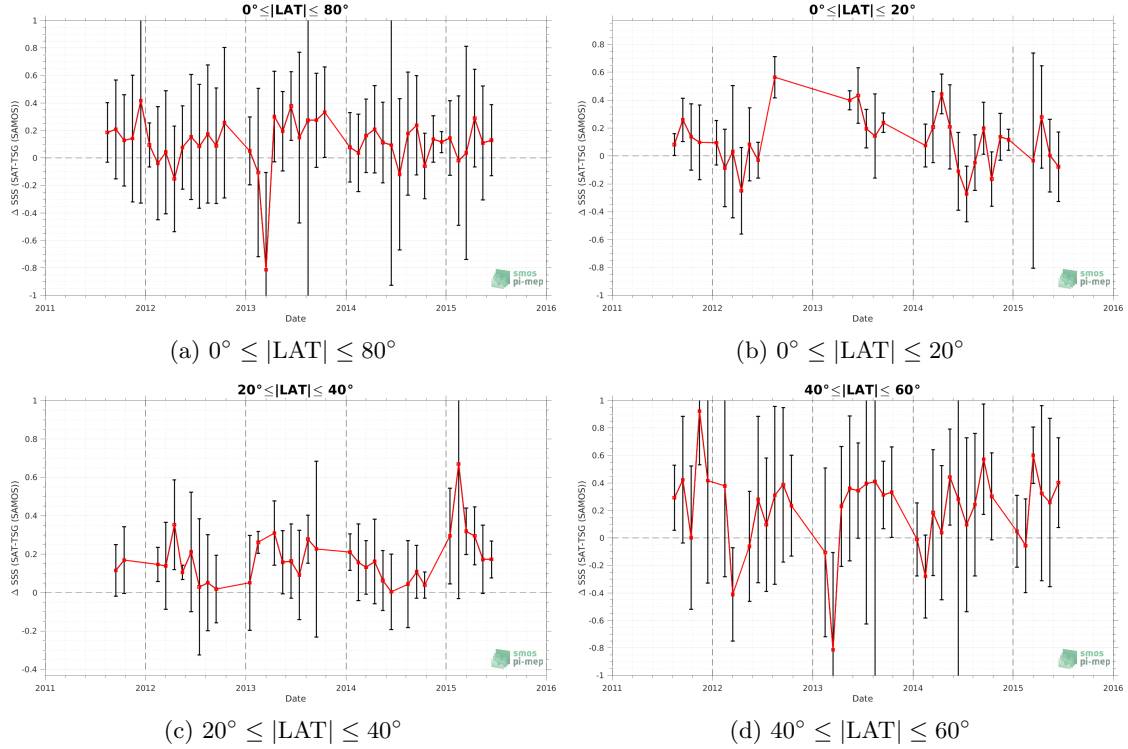 0°≤|LAT|≤ 80°
Δ SSS (SAT-TSG (SAMOS))
1
0.8
0.6
0.4
0.2
0
-0.2
-0.4
-0.6
-0.8
-1
2011 2012 2013 2014 2015 2016
Date
smos
pi-mep
(a) 0° ≤ |LAT| ≤ 80°
0°≤|LAT|≤ 20°
Δ SSS (SAT-TSG (SAMOS))
0.8
0.6
0.4
0.2
0
-0.2
-0.4
-0.6
-0.8
-1
2011 2012 2013 2014 2015 2016
Date
smos
pi-mep
(b) 0° ≤ |LAT| ≤ 20°
20°≤|LAT|≤ 40°
Δ SSS (SAT-TSG (SAMOS))
1
0.8
0.6
0.4
0.2
0
-0.2
-0.4
2011 2012 2013 2014 2015 2016
Date
smos
pi-mep
(c) 20° ≤ |LAT| ≤ 40°
40°≤|LAT|≤ 60°
Δ SSS (SAT-TSG (SAMOS))
1
0.8
0.6
0.4
0.2
0
-0.2
-0.4
-0.6
-0.8
-1
2011 2012 2013 2014 2015 2016
Date
smos
pi-mep
(d) 40° ≤ |LAT| ≤ 60°